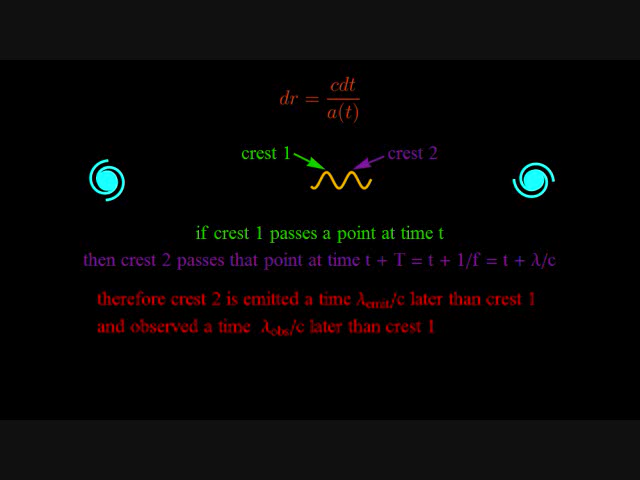 dr = cdt/a(t)
crest 1 crest 2
if crest 1 passes a point at time t
then crest 2 passes that point at time t + T = t + 1/f = t + λ/c
therefore crest 2 is emitted a time λemit/c later than crest 1
and observed a time λobs/c later than crest 1